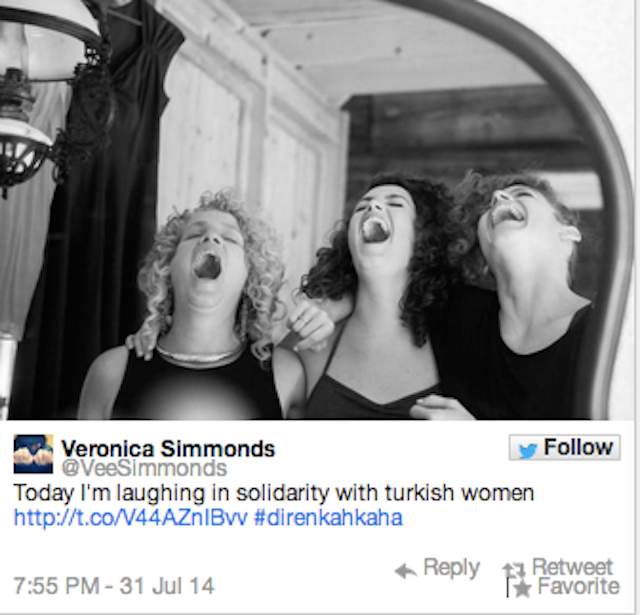 Veronica Simmonds
Follow
@VeeSimmonds
Today I'm laughing in solidarity with turkish women
http://t.co/V44AZnIBvv #direnkahkaha
Reply
Retweet
7:55 PM - 31 Jul 14
Favorite